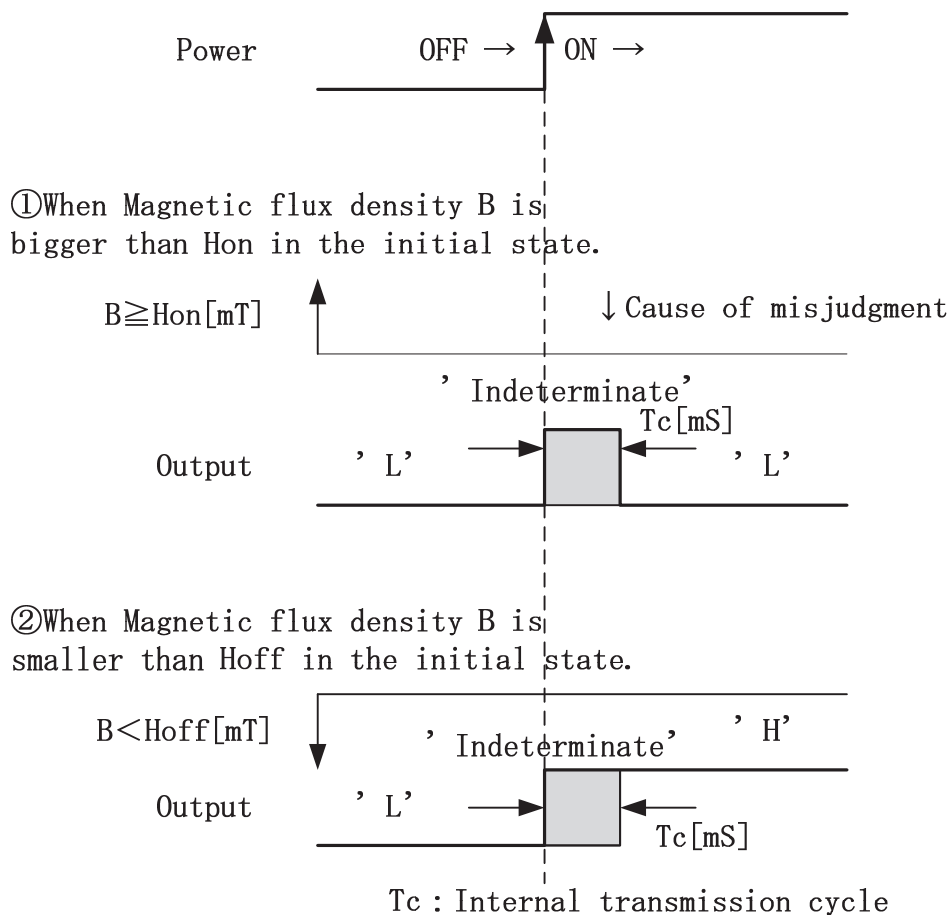 Power
OFF → ON →
①When Magnetic flux density B is
bigger than Hon in the initial state.
B≧Hon[mT]
↓Cause of misjudgment
’Indeterminate’
Tc[mS]
Output
’L’
’L’
②When Magnetic flux density B is
smaller than Hoff in the initial state.
B＜Hoff[mT]
’Indeterminate’
’H’
Output
’L’
Tc[mS]
Tc：Internal transmission cycle